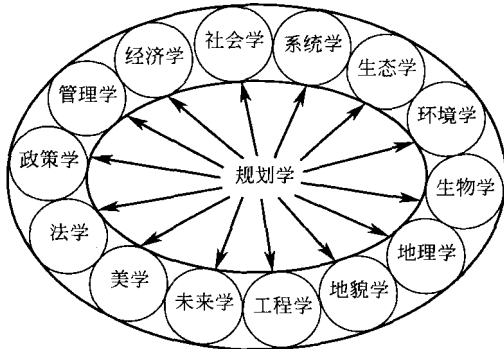 社会学
系统学
生态学
环境学
生物学
地理学
地貌学
工程学
未来学
美学
法学
政策学
管理学
经济学
规划学